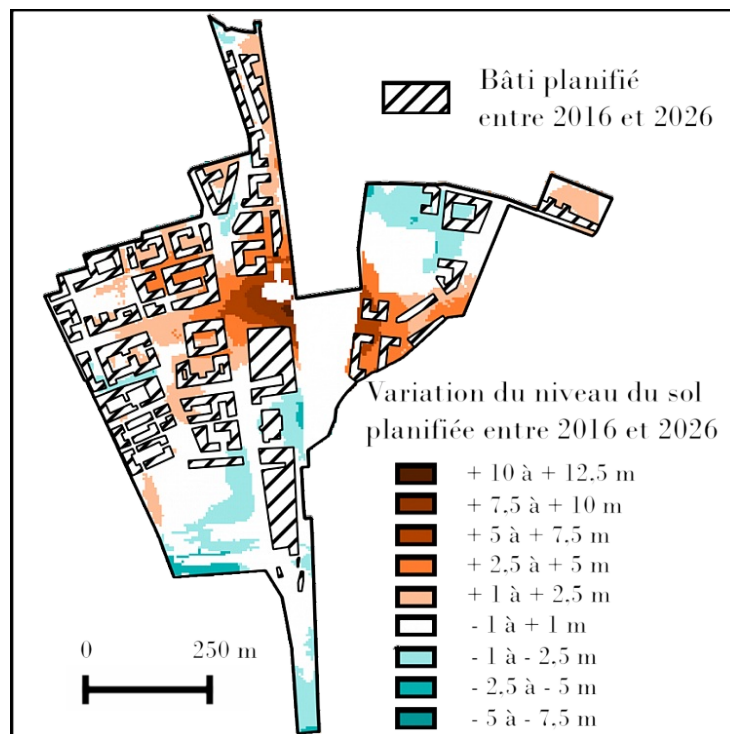 Bâti planifié
entre 2016 et 2026
Variation du niveau du sol
planifiée entre 2016 et 2026
+ 10 à + 12,5 m
+ 7,5 à + 10 m
+ 5 à + 7,5 m
+ 2,5 à + 5 m
+ 1 à + 2,5 m
- 1 à + 1 m
- 1 à - 2,5 m
- 2,5 à - 5 m
- 5 à - 7,5 m
0 250 m